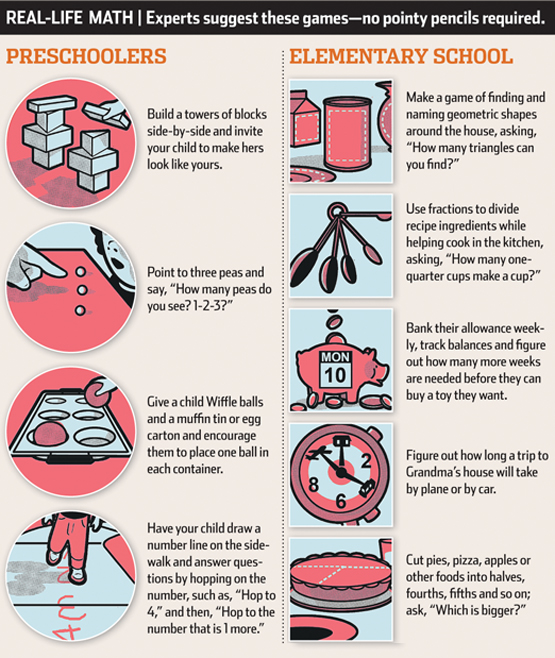 REAL-LIFE MATH | Experts suggest these games—no pointy pencils required.
PRESCHOOLERS
Build a towers of blocks
side-by-side and invite
your child to make hers
look like yours.
Point to three peas and
say, “How many peas do
you see? 1-2-3?”
Give a child Wiffle balls
and a muffin tin or egg
carton and encourage
them to place one ball in
each container.
Have your child draw a
number line on the side-
walk and answer ques-
tions by hopping on the
number, such as, “Hop to
4,” and then, “Hop to the
number that is 1 more.”
3
4
ELEMENTARY SCHOOL
Make a game of finding and
naming geometric shapes
around the house, asking,
“How many triangles can
you find?”
Use fractions to divide
recipe ingredients while
helping cook in the kitchen,
asking, “How many one-
quarter cups make a cup?”
MON
10
Bank their allowance week-
ly, track balances and figure
out how many more weeks
are needed before they can
buy a toy they want.
2
8
6
Figure out how long a trip to
Grandma’s house will take
by plane or by car.
Cut pies, pizza, apples or
other foods into halves,
fourths, fifths and so on;
ask, “Which is bigger?”